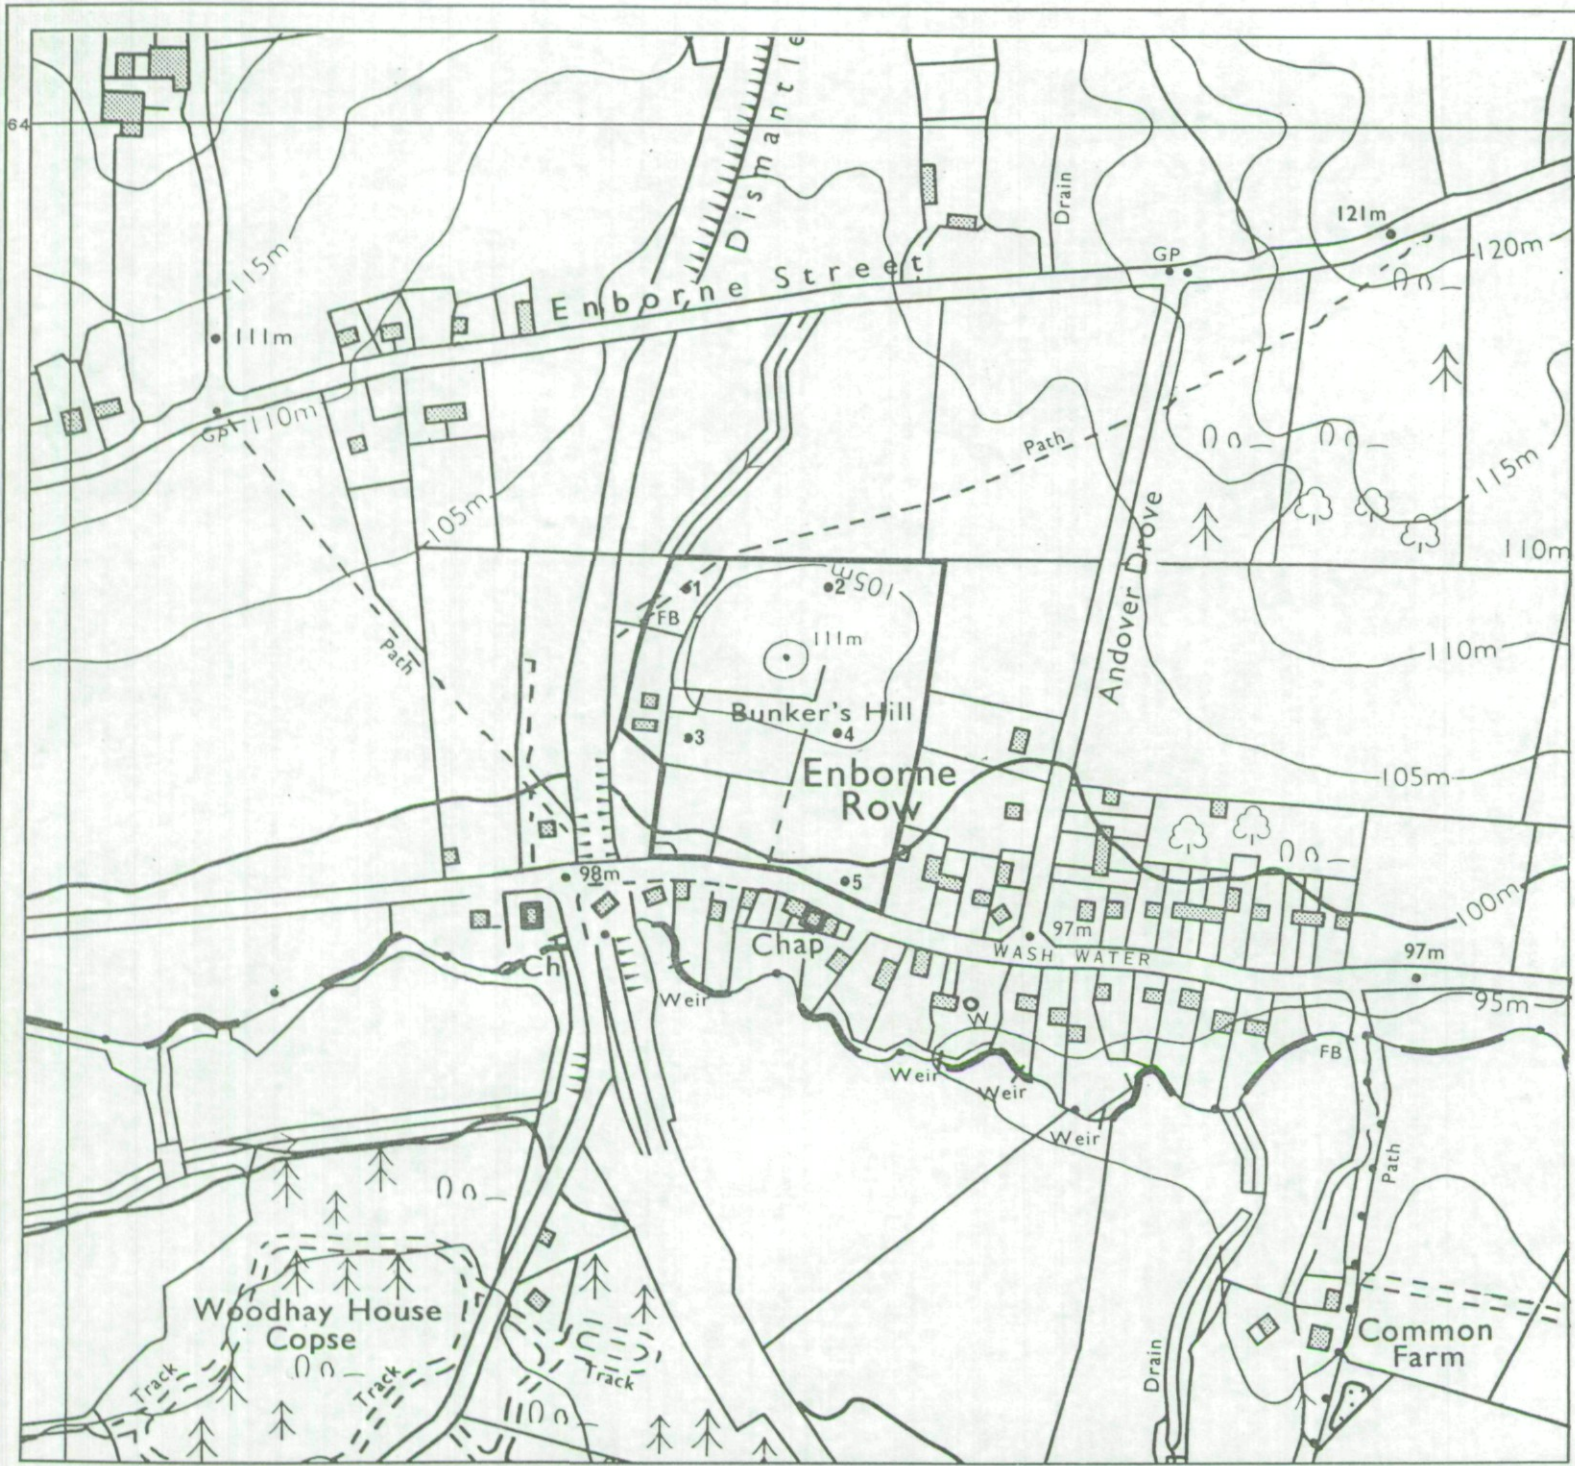 64
Dismantle
Drain
121m
120m
GP
115m
Enborne Street
111m
110m
GP
Path
115m
105m
Andover Drove
110m
1
2
105m
FB
111m
110m
Path
Bunker's Hill
3
4
105m
Enborne
Row
98m
5
100m
97m
Chap
WASH WATER
97m
Ch
Weir
95m
W
FB
Weir
Weir
Weir
Path
Woodhay House
Copse
Common
Farm
Track
Track
Track
Drain